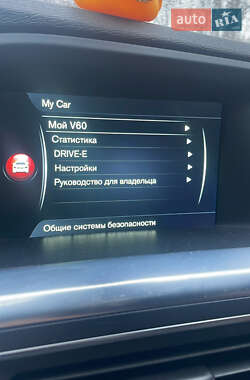 AUTO RIA
My Car
Мой V60
Статистика
DRIVE-E
Настройки
Руководство для владельца
Общие системы безопасности